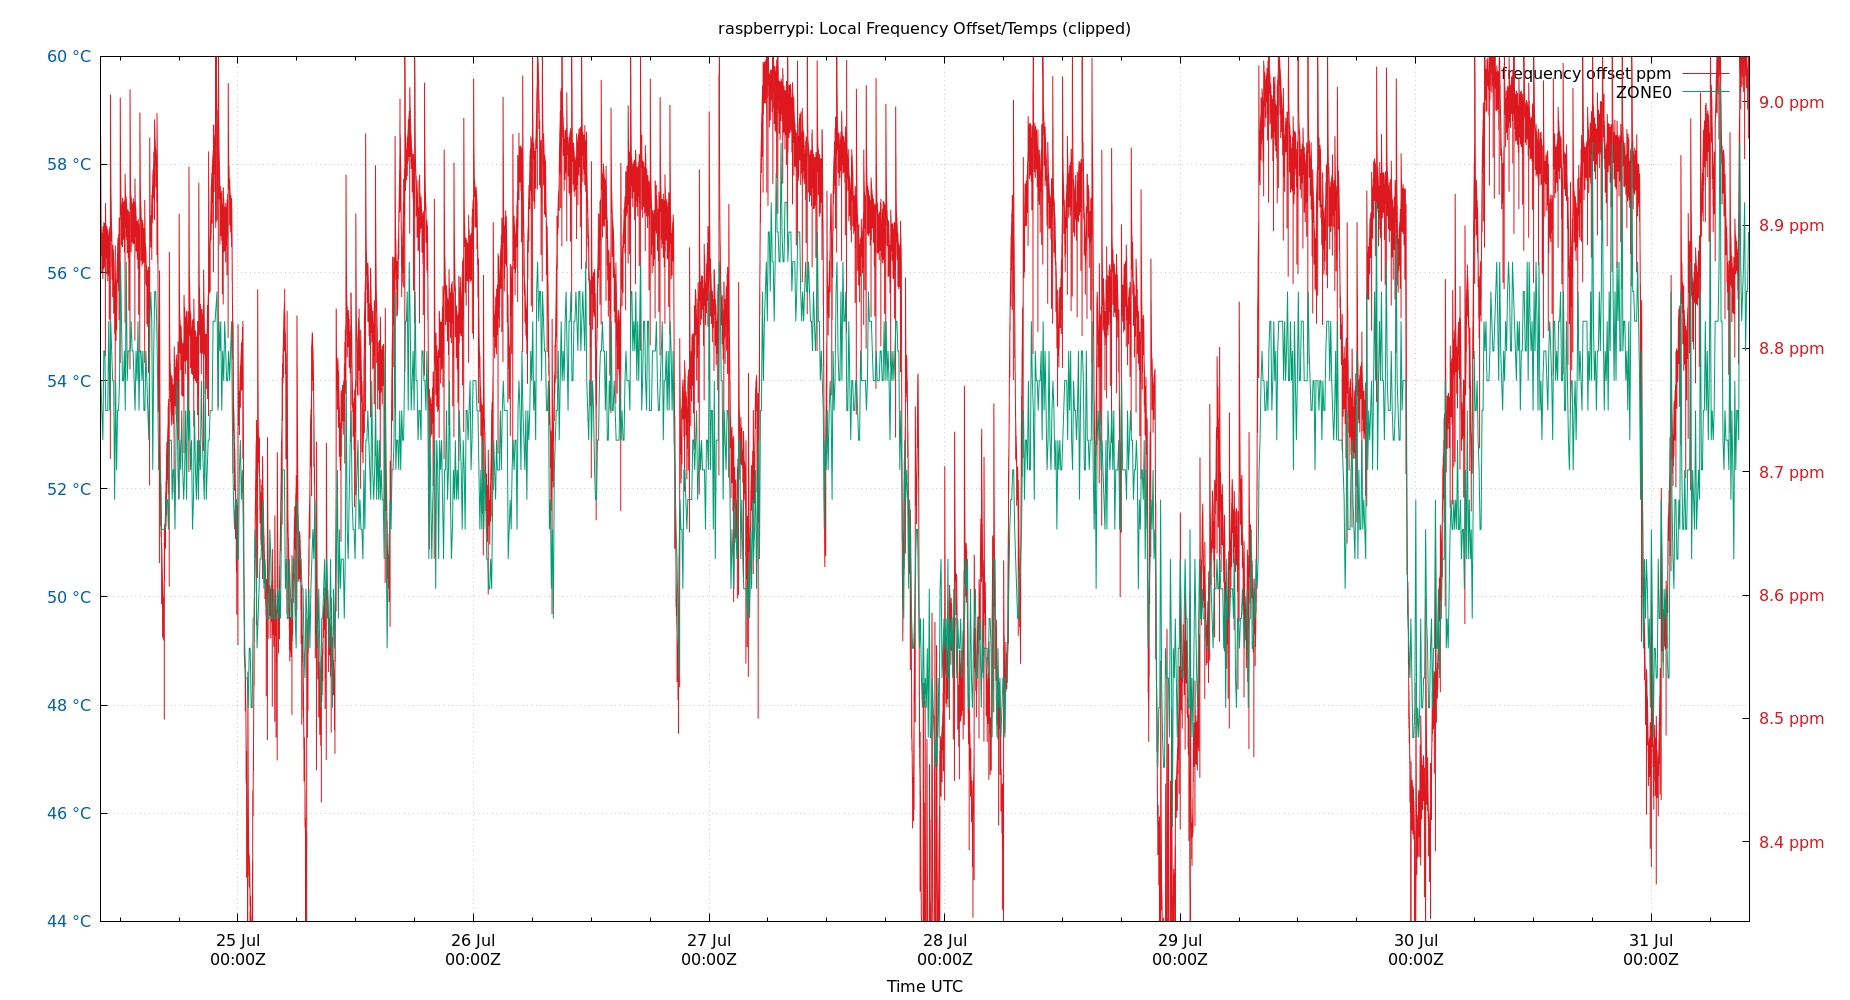 raspberrypi: Local Frequency Offset/Temps (clipped)
60 °C
58 °C
56 °C
54 °C
52 °C
50 °C
48 °C
46 °C
44 °C
frequency offset ppm
ZONE0
9.0 ppm
8.9 ppm
8.8 ppm
8.7 ppm
8.6 ppm
8.5 ppm
8.4 ppm
25 Jul
00:00Z
26 Jul
00:00Z
27 Jul
00:00Z
28 Jul
00:00Z
29 Jul
00:00Z
30 Jul
00:00Z
31 Jul
00:00Z
Time UTC